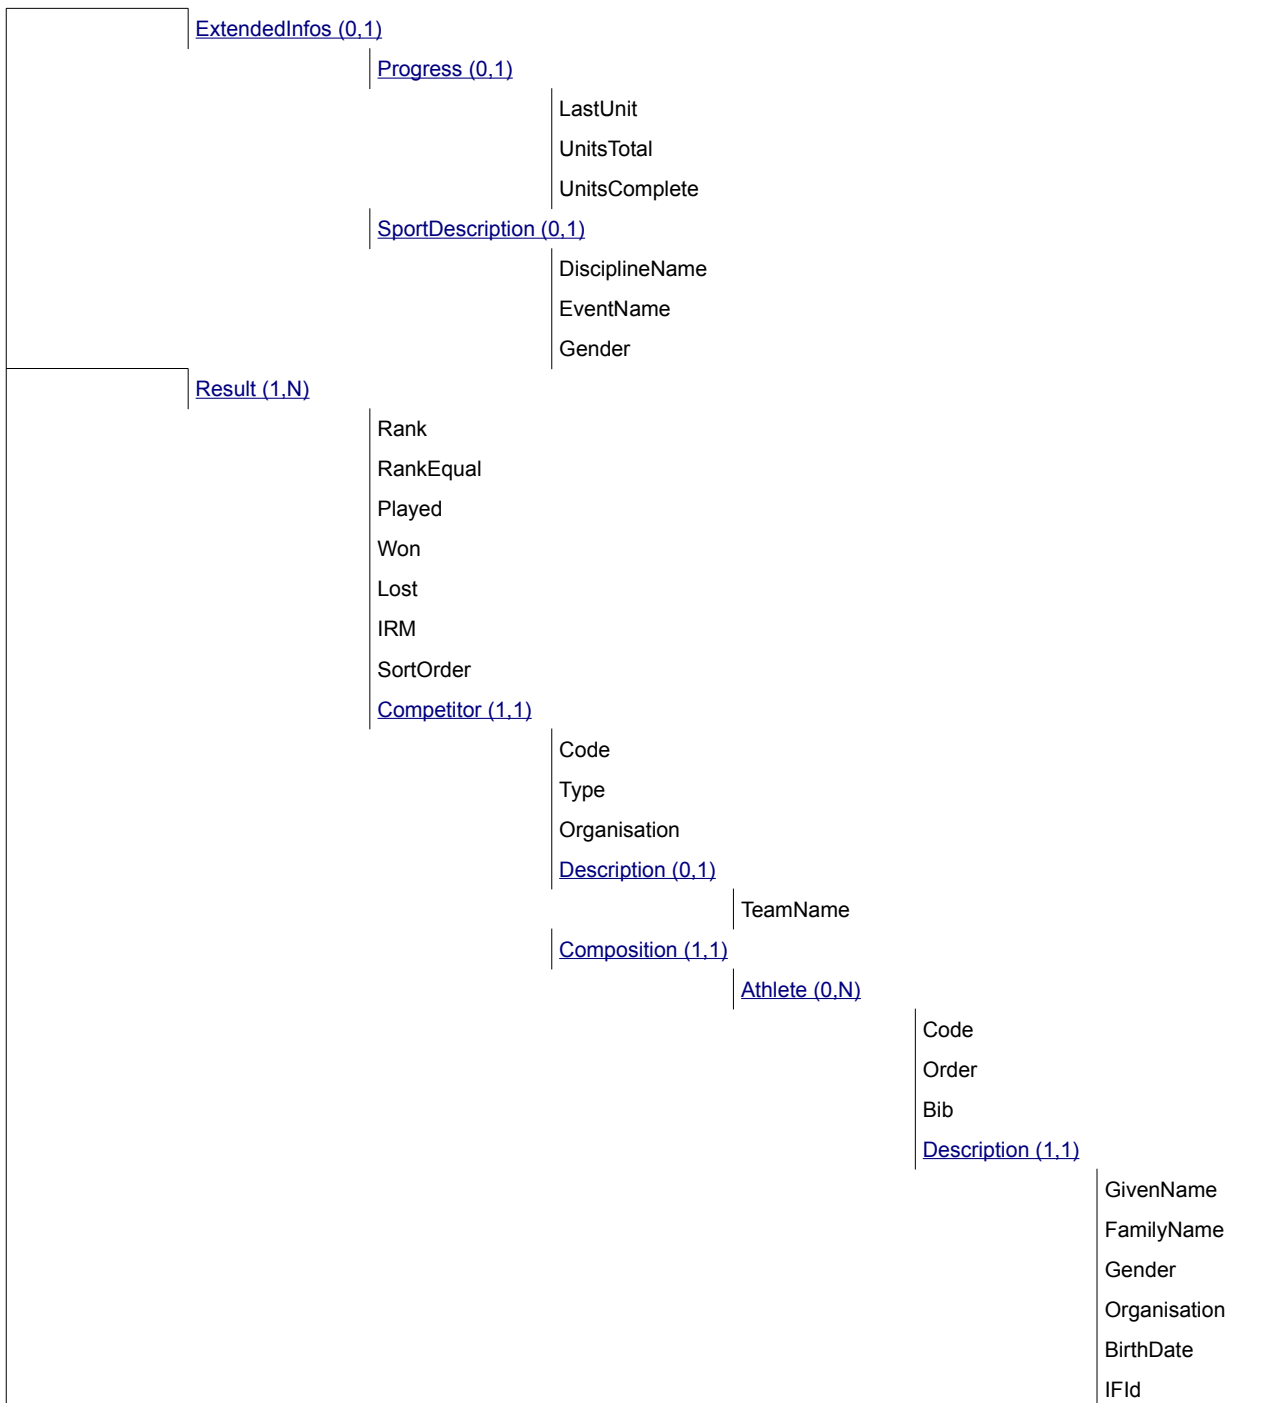 ExtendedInfos (0,1)
Progress (0,1)
LastUnit
UnitsTotal
UnitsComplete
SportDescription (0,1)
DisciplineName
EventName
Gender
Result (1,N)
Rank
RankEqual
Played
Won
Lost
IRM
SortOrder
Competitor (1,1)
Code
Type
Organisation
Description (0,1)
TeamName
Composition (1,1)
Athlete (0,N)
Code
Order
Bib
Description (1,1)
GivenName
FamilyName
Gender
Organisation
BirthDate
IFId